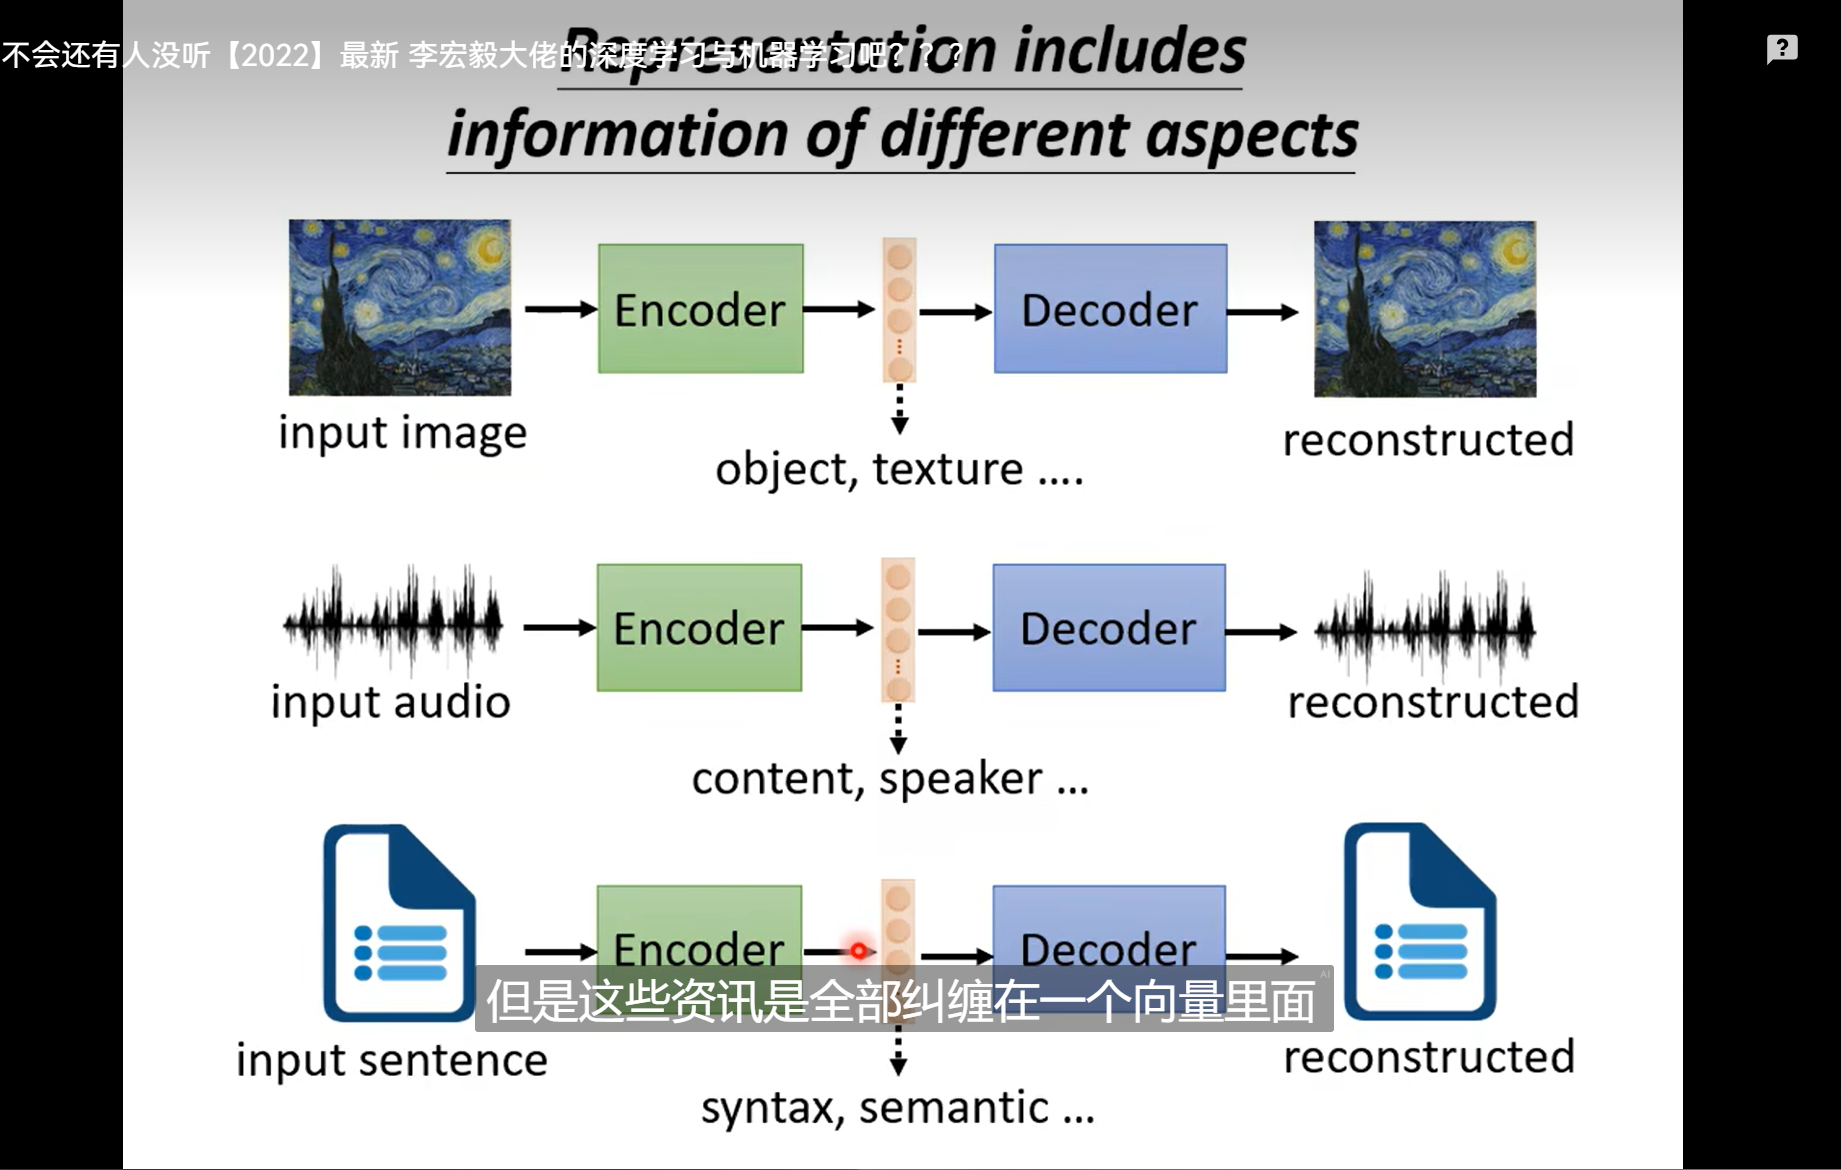 不会还有人没听【2022】最新 李宏毅大佬的深度学习与机器学习吧？？？
Representation includes
information of different aspects
Encoder
Decoder
input image
reconstructed
object, texture ....
Encoder
Decoder
input audio
reconstructed
content, speaker ...
Encoder
Decoder
AI
但是这些资讯是全部纠缠在一个向量里面
input sentence
reconstructed
syntax, semantic ...